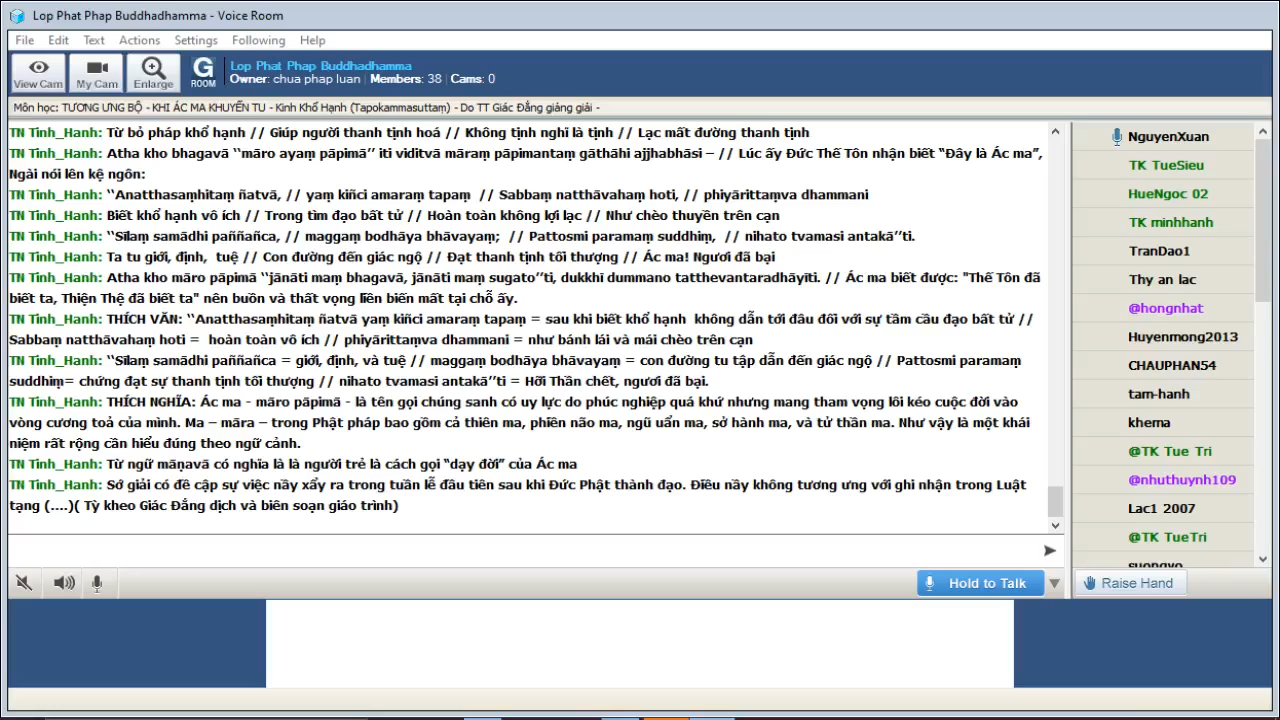 Lop Phat Phap Buddhadhamma - Voice Room
File Edit Text Actions Settings Following Help
View Cam My Cam Enlarge G ROOM
Lop Phat Phap Buddhadhamma
Owner: chua phap luan | Members: 38 | Cams: 0
Môn học: TƯƠNG ƯNG BỘ - KHI ÁC MA KHUYẾN TU - Kinh Khổ Hạnh (Tapokammasuttaṃ) - Do TT Giác Đẳng giảng giải -
TN Tinh_Hanh: Từ bỏ pháp khổ hạnh // Giúp người thanh tịnh hoá // Không tịnh nghĩ là tịnh // Lạc mất đường thanh tịnh
TN Tinh_Hanh: Atha kho bhagavā ‘‘māro ayaṃ pāpimā’’ iti viditvā māraṃ pāpimantaṃ gāthāhi ajjhabhāsi – // Lúc ấy Đức Thế Tôn nhận biết “Đây là Ác ma”,
Ngài nói lên kệ ngôn:
TN Tinh_Hanh: ‘‘Anatthasaṃhitaṃ ñatvā, // yaṃ kiñci amaraṃ tapaṃ // Sabbaṃ natthāvahaṃ hoti, // phiyārittaṃva dhammani
TN Tinh_Hanh: Biết khổ hạnh vô ích // Trong tìm đạo bất tử // Hoàn toàn không lợi lạc // Như chèo thuyền trên cạn
TN Tinh_Hanh: ‘‘Sīlaṃ samādhi paññañca, // maggaṃ bodhāya bhāvayaṃ; // Pattosmi paramaṃ suddhiṃ, // nihato tvamasi antakā’’ti.
TN Tinh_Hanh: Ta tu giới, định, tuệ // Con đường đến giác ngộ // Đạt thanh tịnh tối thượng // Ác ma! Ngươi đã bại
TN Tinh_Hanh: Atha kho māro pāpimā ‘‘jānāti maṃ bhagavā, jānāti maṃ sugato’’ti, dukkhi dummano tatthevantaradhāyīti. // Ác ma biết được: "Thế Tôn đã
biết ta, Thiện Thệ đã biết ta" nên buồn và thất vọng liền biến mất tại chỗ ấy.
TN Tinh_Hanh: THÍCH VĂN: ‘‘Anatthasaṃhitaṃ ñatvā yaṃ kiñci amaraṃ tapaṃ = sau khi biết khổ hạnh không dẫn tới đâu đối với sự tầm cầu đạo bất tử //
Sabbaṃ natthāvahaṃ hoti = hoàn toàn vô ích // phiyārittaṃva dhammani = như bánh lái và mái chèo trên cạn
TN Tinh_Hanh: ‘‘Sīlaṃ samādhi paññañca = giới, định, và tuệ // maggaṃ bodhāya bhāvayaṃ = con đường tu tập dẫn đến giác ngộ // Pattosmi paramaṃ
suddhiṃ= chứng đạt sự thanh tịnh tối thượng // nihato tvamasi antakā’’ti = Hỡi Thần chết, ngươi đã bại.
TN Tinh_Hanh: THÍCH NGHĨA: Ác ma - māro pāpimā - là tên gọi chúng sanh có uy lực do phúc nghiệp quá khứ nhưng mang tham vọng lôi kéo cuộc đời vào
vòng cương toả của mình. Ma – māra – trong Phật pháp bao gồm cả thiên ma, phiền não ma, ngũ uẩn ma, sở hành ma, và tử thần ma. Như vậy là một khái
niệm rất rộng cần hiểu đúng theo ngữ cảnh.
TN Tinh_Hanh: Từ ngữ māṇavā có nghĩa là là người trẻ là cách gọi “dạy đời” của Ác ma
TN Tinh_Hanh: Sớ giải có đề cập sự việc nầy xẩy ra trong tuần lễ đầu tiên sau khi Đức Phật thành đạo. Điều nầy không tương ưng với ghi nhận trong Luật
tạng (....)( Tỳ kheo Giác Đẳng dịch và biên soạn giáo trình)
NguyenXuan
TK TueSieu
HueNgoc 02
TK minhhanh
TranDao1
Thy an lac
@hongnhat
Huyenmong2013
CHAUPHAN54
tam-hanh
khema
@TK Tue Tri
@nhuthuynh109
Lac1 2007
@TK TueTri
Hold to Talk
Raise Hand